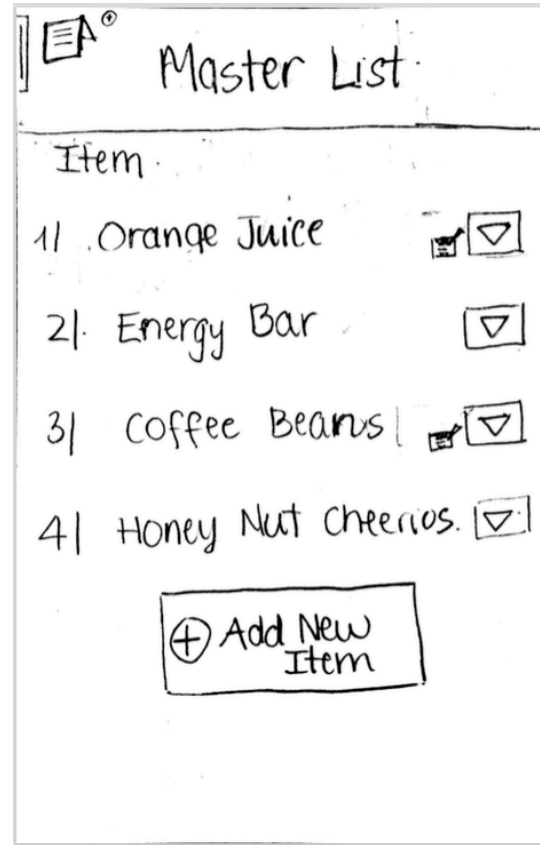 Master List
Item
1| Orange Juice
2| Energy Bar
3| Coffee Beans
4| Honey Nut Cheerios.
Add New
Item